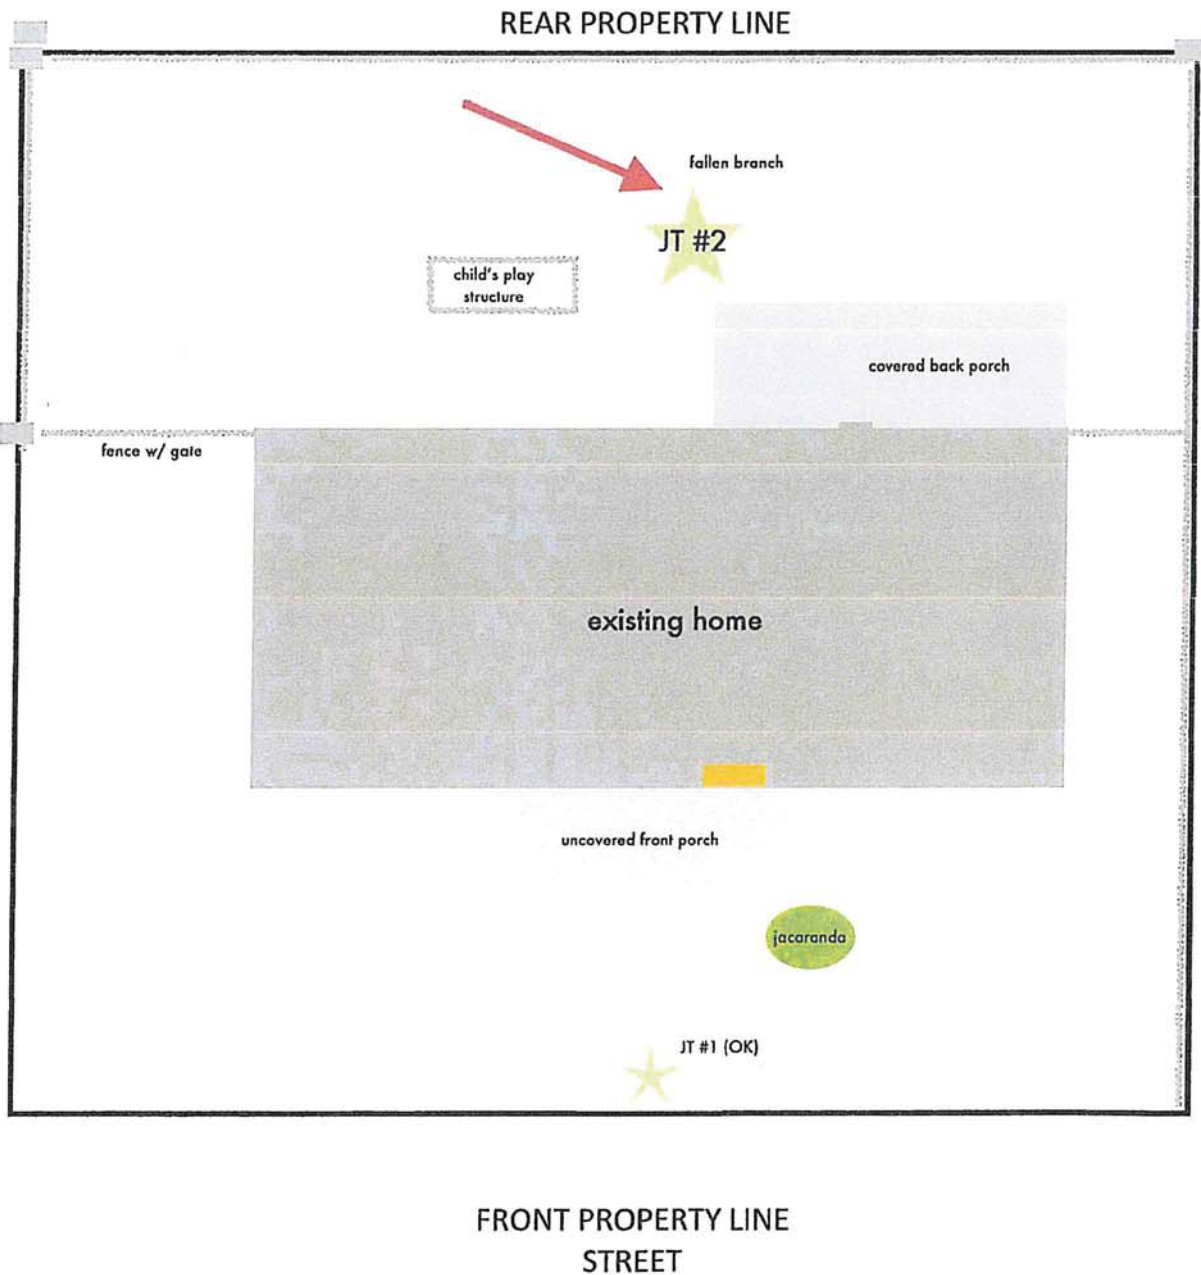 REAR PROPERTY LINE
fallen branch
JT #2
child's play
structure
covered back porch
fence w/ gate
existing home
uncovered front porch
jacaranda
JT #1 (OK)
FRONT PROPERTY LINE
STREET